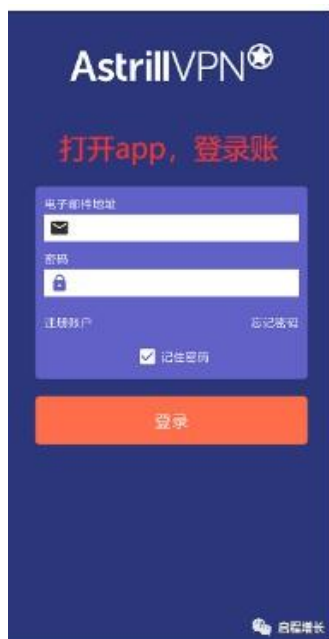 AstrillVPN
打开app，登录账
电子邮件地址
密码
注册账户 忘记密码
记住密码
登录
启程增长